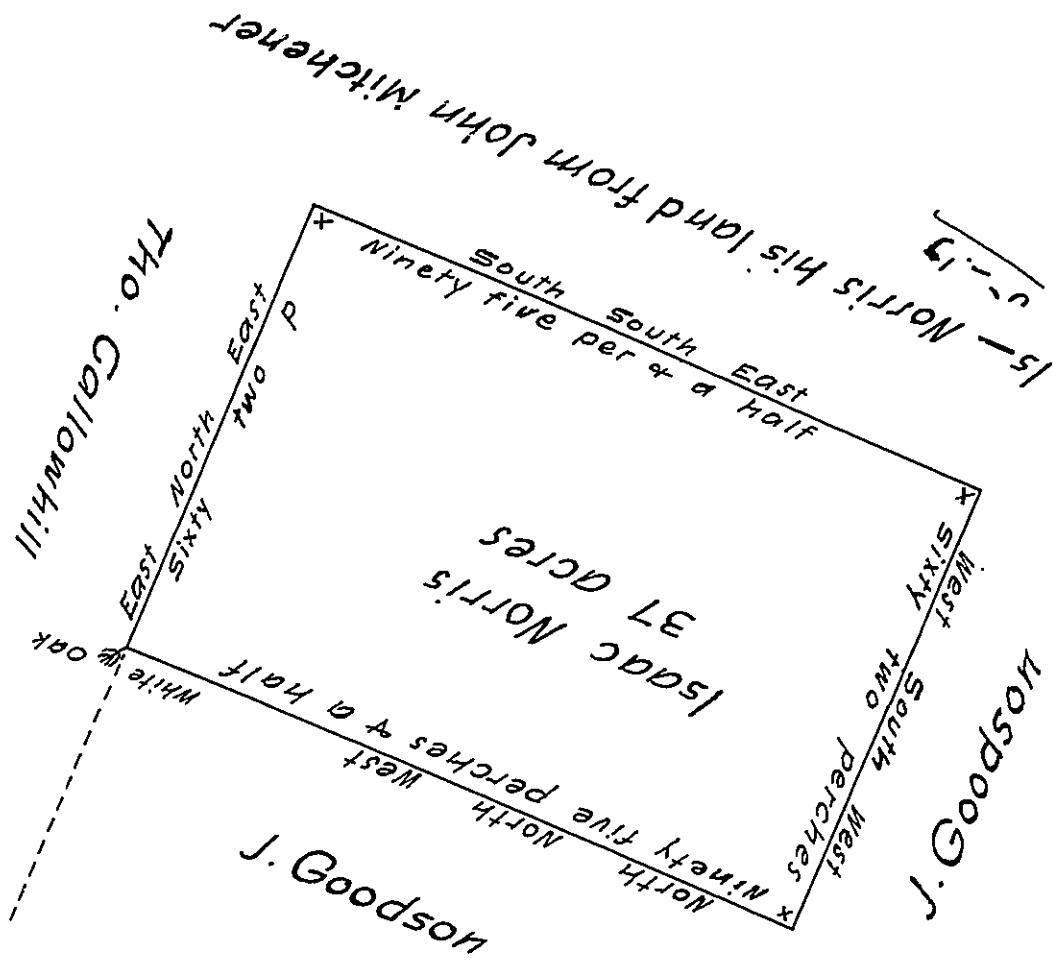 Is— Norris his land from John Mitchener
Tho. Callowhill
East North East
Sixty two P
South South East
Ninety five per & a half
West South West
Sixty two perches
Isaac Norris
37 acres
North North West
Ninety five perches & a half
White Oak
J. Goodson
J. Goodson